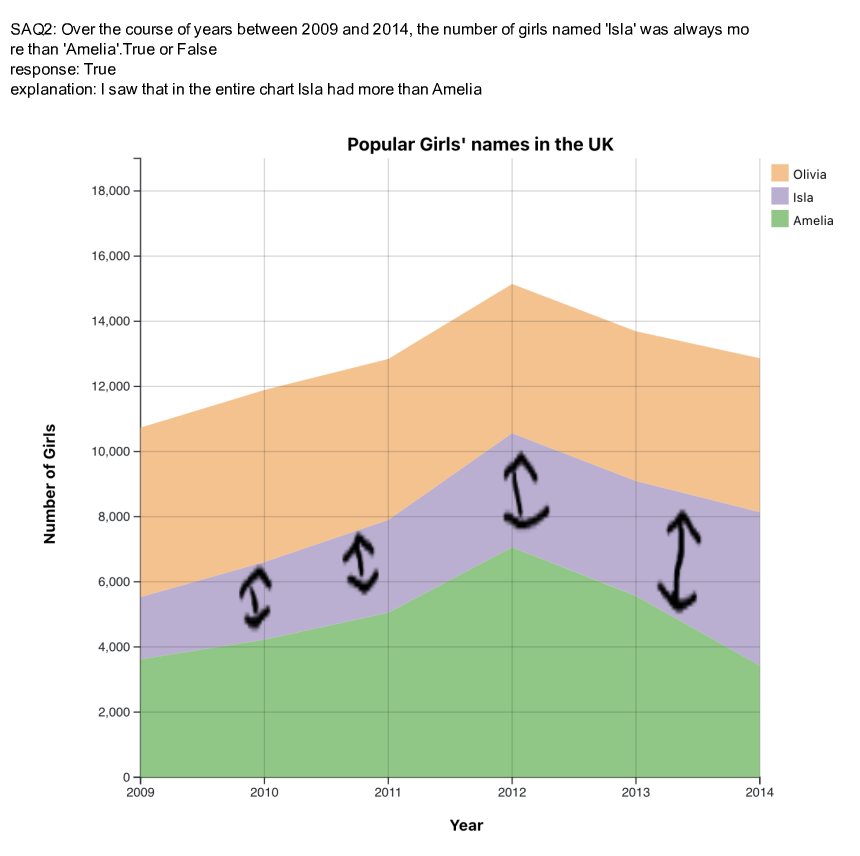 SAQ2: Over the course of years between 2009 and 2014, the number of girls named 'Isla' was always mo
re than 'Amelia'.True or False
response: True
explanation: I saw that in the entire chart Isla had more than Amelia
Popular Girls' names in the UK
Olivia
Isla
Amelia
18,000
16,000
14,000
12,000
10,000
8,000
6,000
4,000
2,000
0
Number of Girls
2009 2010 2011 2012 2013 2014
Year